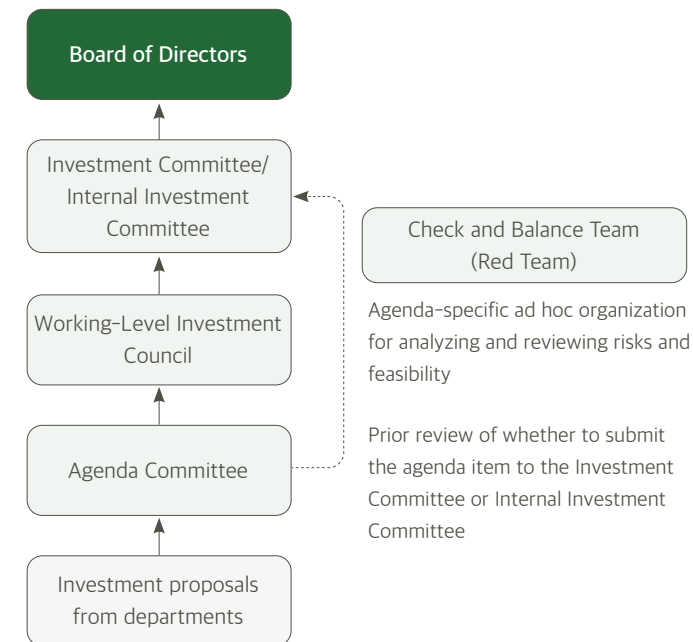 Board of Directors
Investment Committee/
Internal Investment
Committee
Check and Balance Team
(Red Team)
Agenda-specific ad hoc organization
for analyzing and reviewing risks and
feasibility
Working-Level Investment
Council
Prior review of whether to submit
the agenda item to the Investment
Committee or Internal Investment
Committee
Agenda Committee
Investment proposals
from departments